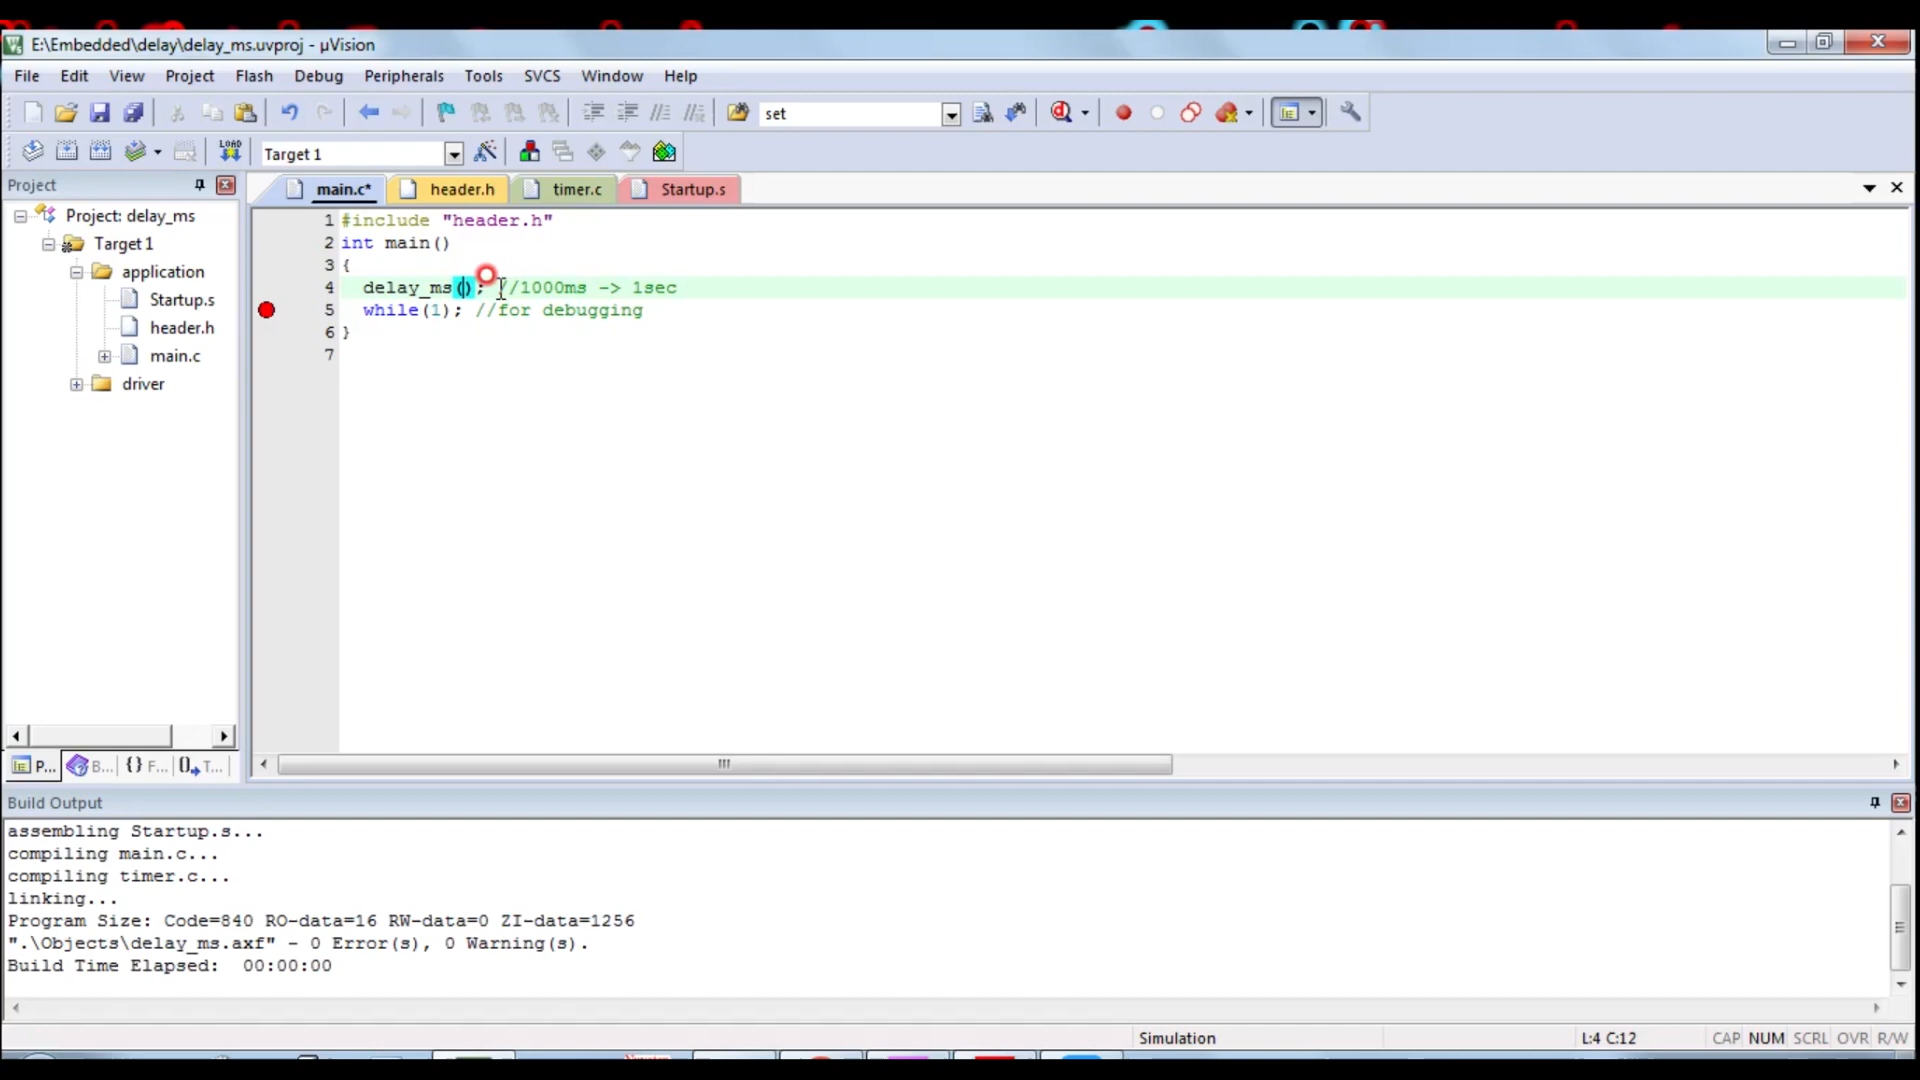 E:\Embedded\delay\delay_ms.uvproj - µVision
File Edit View Project Flash Debug Peripherals Tools SVCS Window Help
set
LOAD
Target 1
Project
main.c* header.h timer.c Startup.s
Project: delay_ms
Target 1
application
Startup.s
header.h
main.c
driver
1 #include "header.h"
2 int main()
3 {
4 delay_ms(); //1000ms -> 1sec
5 while(1); //for debugging
6 }
7
P... B... {} F... T...
Build Output
assembling Startup.s...
compiling main.c...
compiling timer.c...
linking...
Program Size: Code=840 RO-data=16 RW-data=0 ZI-data=1256
".\Objects\delay_ms.axf" - 0 Error(s), 0 Warning(s).
Build Time Elapsed:  00:00:00
Simulation L:4 C:12 CAP NUM SCRL OVR R/W